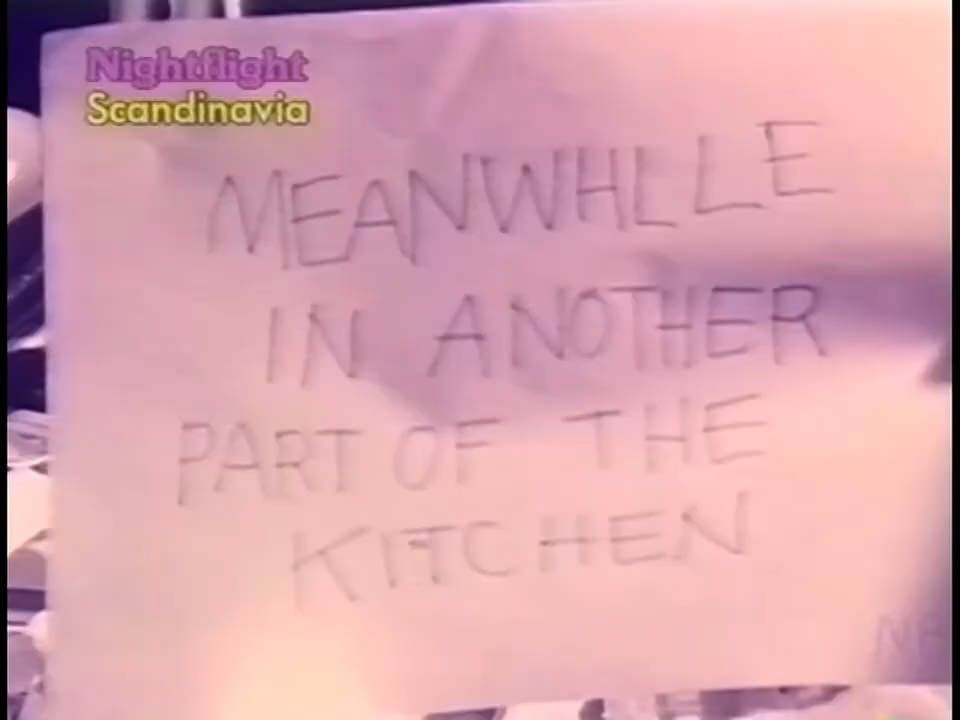 Nightflight
Scandinavia
MEANWHILE
IN ANOTHER
PART OF THE
KITCHEN